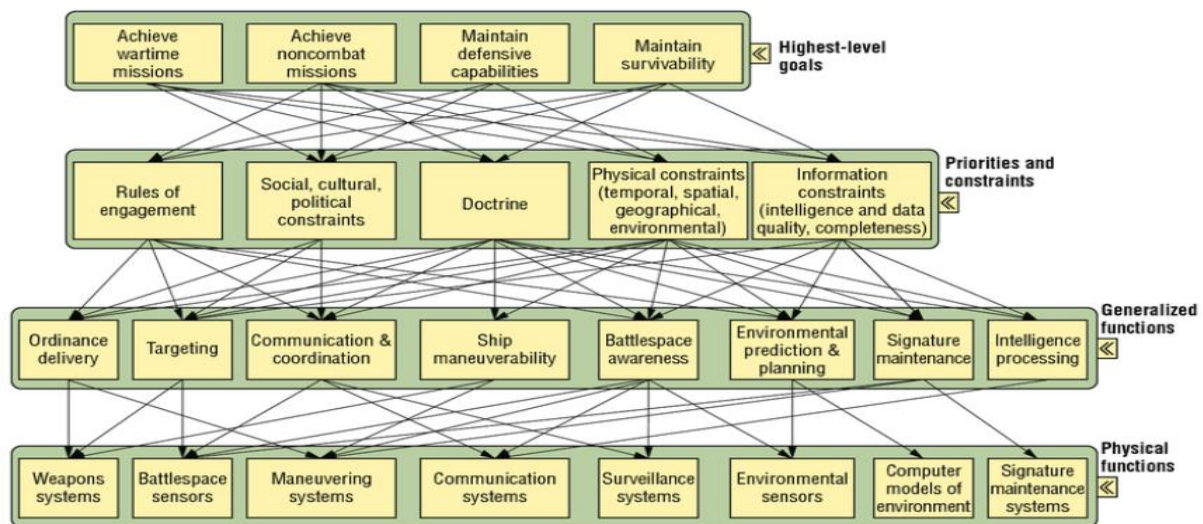 Achieve
wartime
missions
Achieve
noncombat
missions
Maintain
defensive
capabilities
Maintain
survivability
Highest-level
goals
Rules of
engagement
Social, cultural,
political
constraints
Doctrine
Physical constraints
(temporal, spatial,
geographical,
environmental)
Information
constraints
(intelligence and data
quality, completeness)
Priorities and
constraints
Ordinance
delivery
Targeting
Communication &
coordination
Ship
maneuverability
Battlespace
awareness
Environmental
prediction &
planning
Signature
maintenance
Intelligence
processing
Generalized
functions
Weapons
systems
Battlespace
sensors
Maneuvering
systems
Communication
systems
Surveillance
systems
Environmental
sensors
Computer
models of
environment
Signature
maintenance
systems
Physical
functions